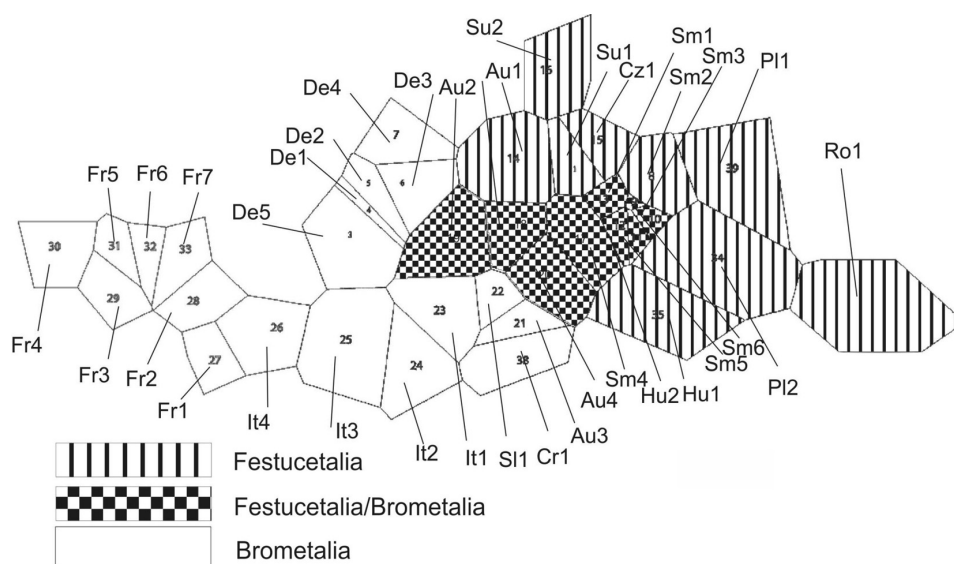 Su2
Su1
Sm1
Sm3
Au1
Cz1
Sm2
Pl1
De3
Au2
De4
De2
De1
De5
Ro1
Fr5
Fr6
Fr7
Fr4
Fr3
Fr2
Fr1
It4
It3
It2
It1
Sl1
Cr1
Au3
Au4
Sm4
Hu2
Hu1
Sm5
Sm6
Pl2
16
15
14
39
34
35
7
5
6
4
3
30
31
32
33
29
28
27
26
25
24
23
22
21
38
Festucetalia
Festucetalia/Brometalia
Brometalia